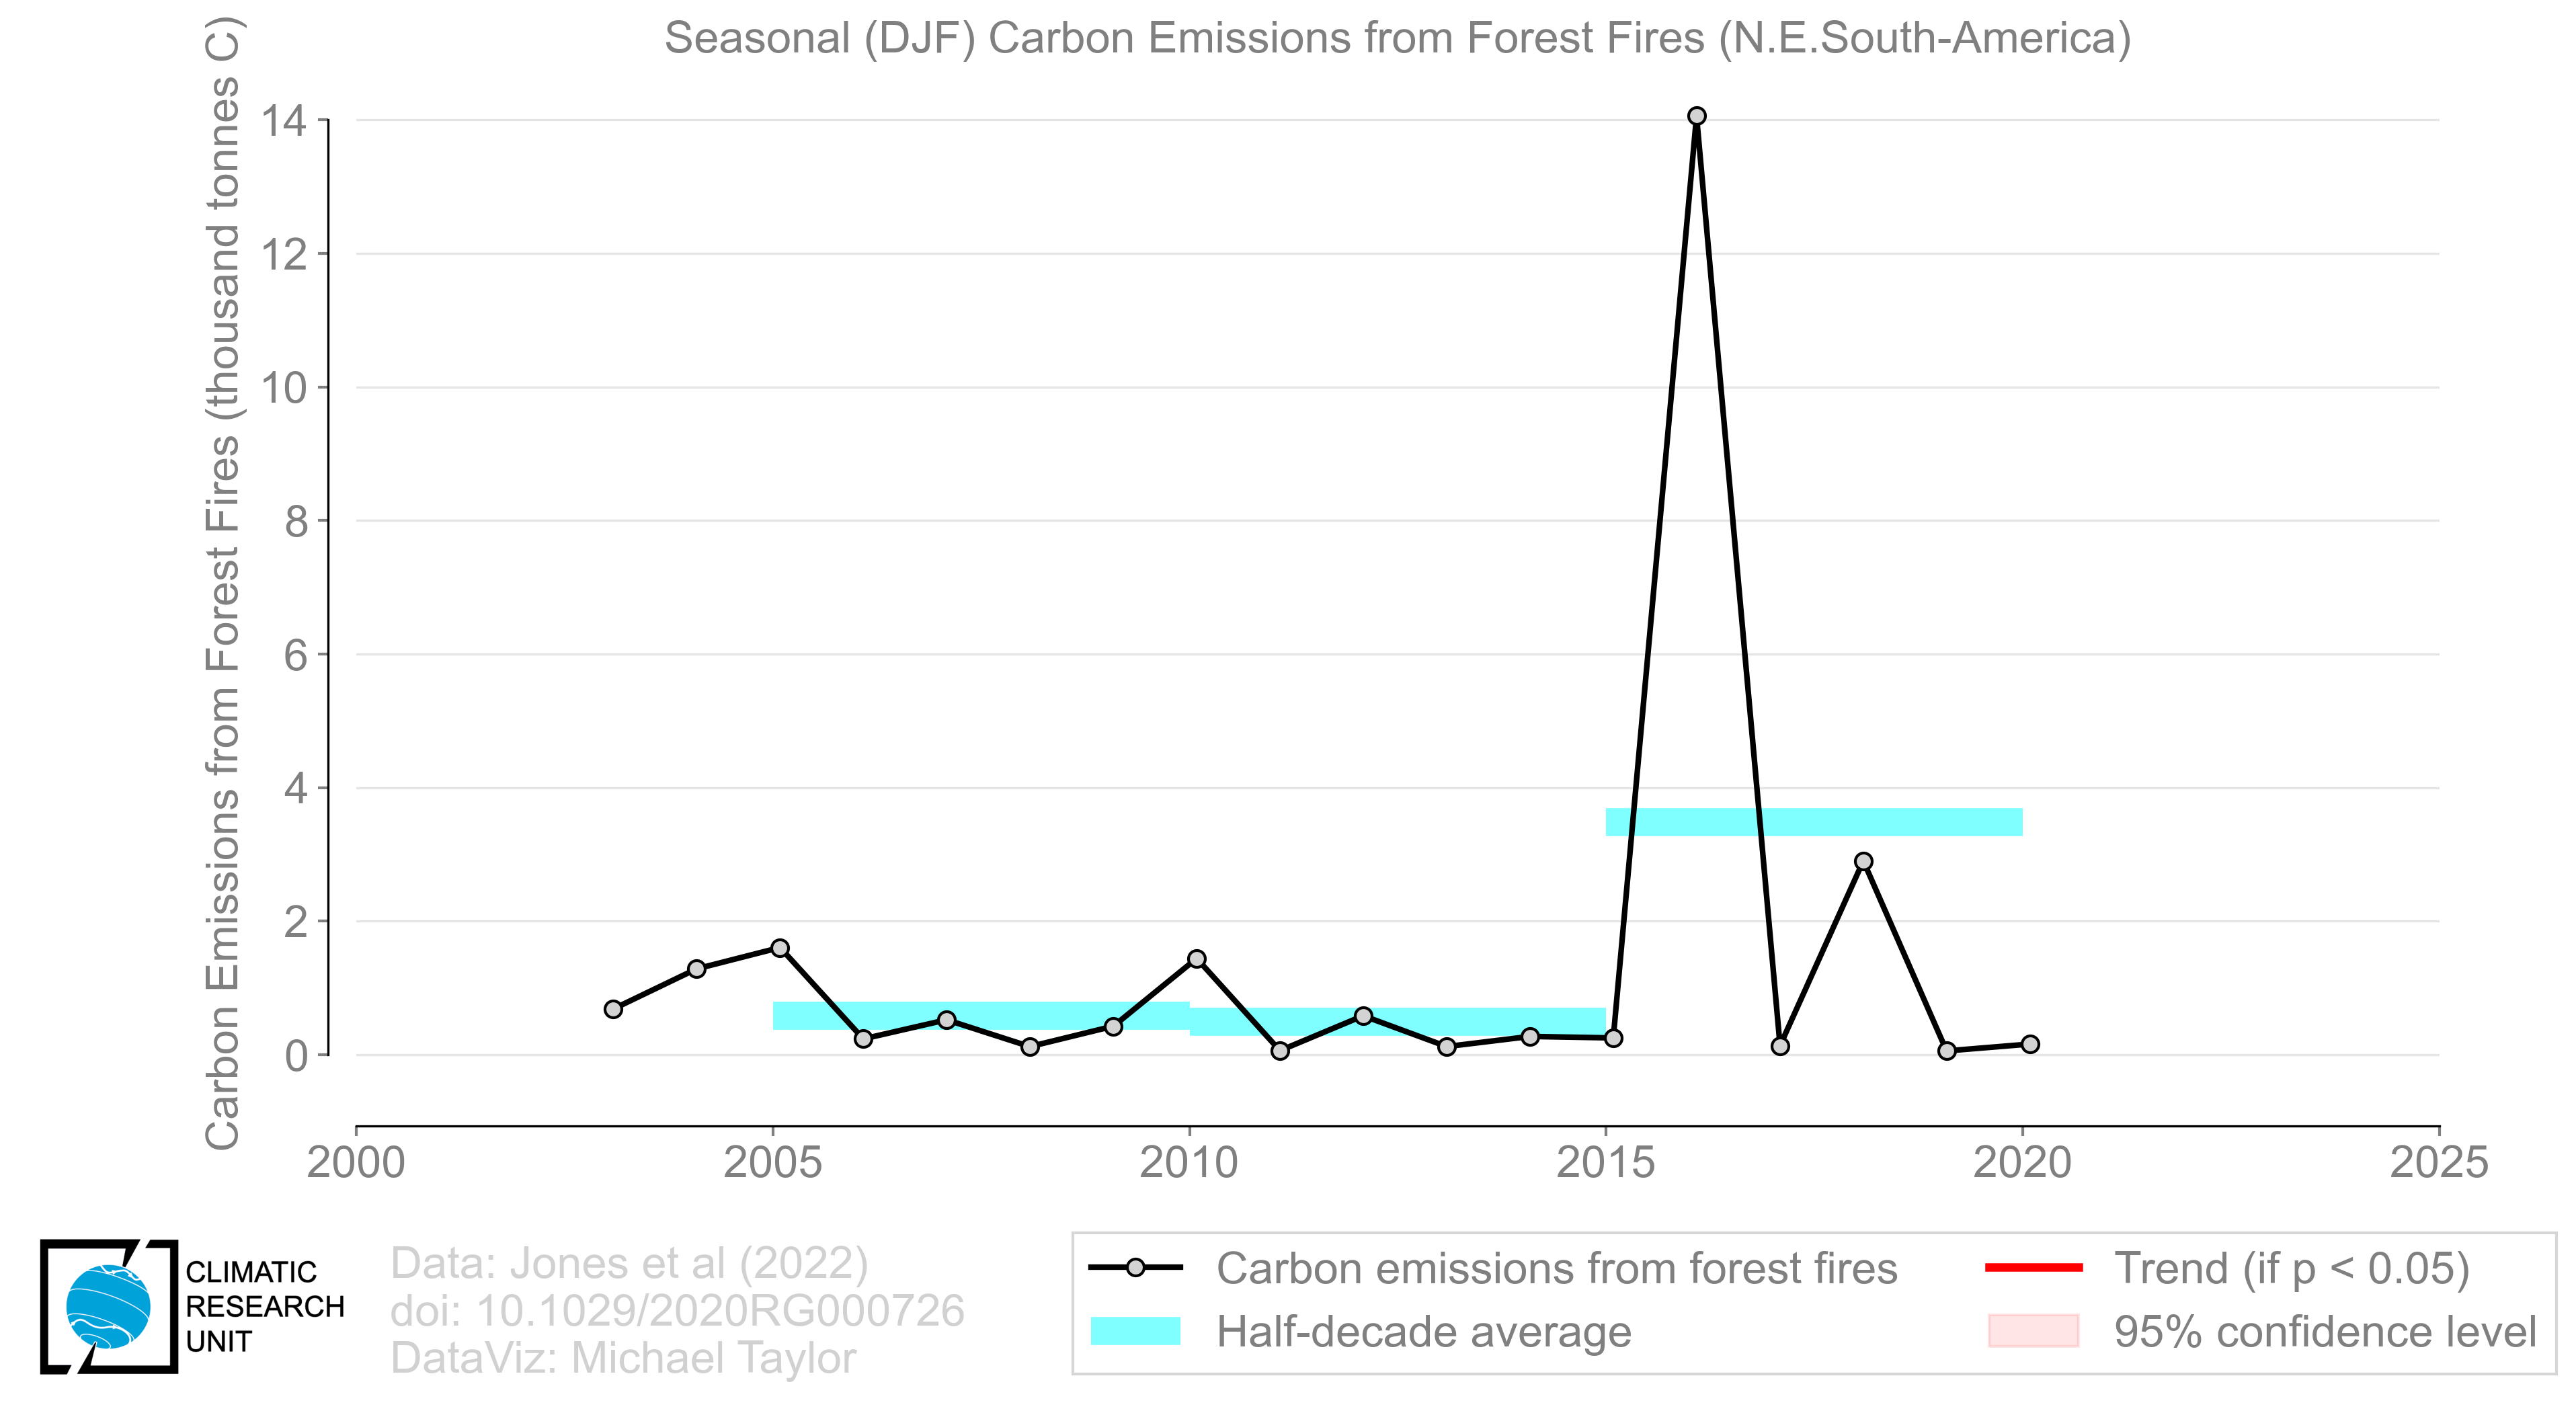 Seasonal (DJF) Carbon Emissions from Forest Fires (N.E.South-America)
Carbon Emissions from Forest Fires (thousand tonnes C)
14
12
10
8
6
4
2
0
2000 2005 2010 2015 2020 2025
CLIMATIC
RESEARCH
UNIT
Data: Jones et al (2022)
doi: 10.1029/2020RG000726
DataViz: Michael Taylor
Carbon emissions from forest fires
Half-decade average
Trend (if p < 0.05)
95% confidence level